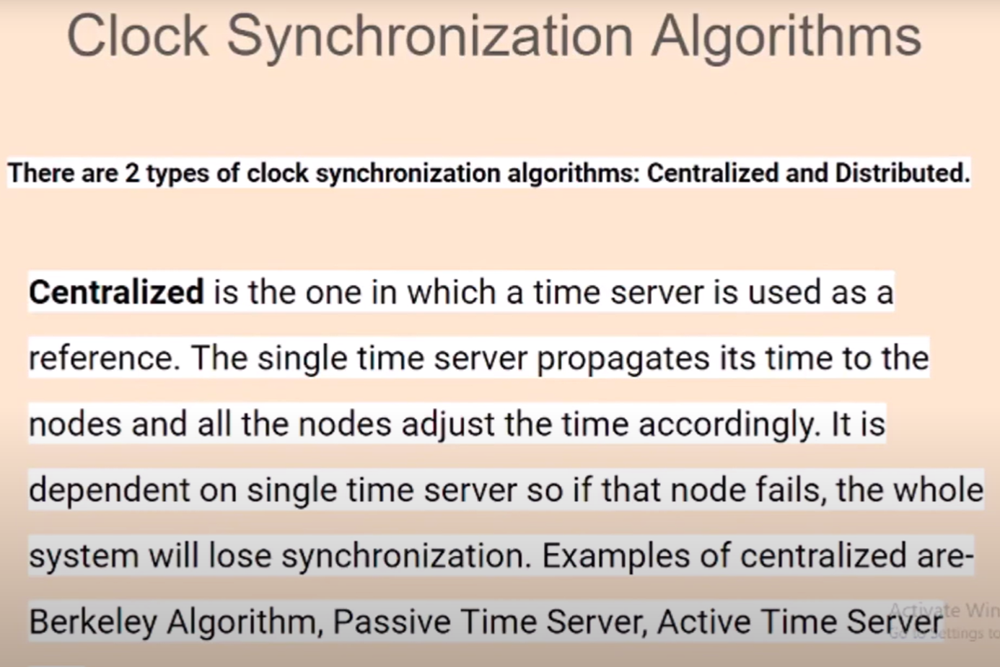 Clock Synchronization Algorithms
There are 2 types of clock synchronization algorithms: Centralized and Distributed.
Centralized is the one in which a time server is used as a
reference. The single time server propagates its time to the
nodes and all the nodes adjust the time accordingly. It is
dependent on single time server so if that node fails, the whole
system will lose synchronization. Examples of centralized are-
Berkeley Algorithm, Passive Time Server, Active Time Server
Activate Win
Go to Settings to